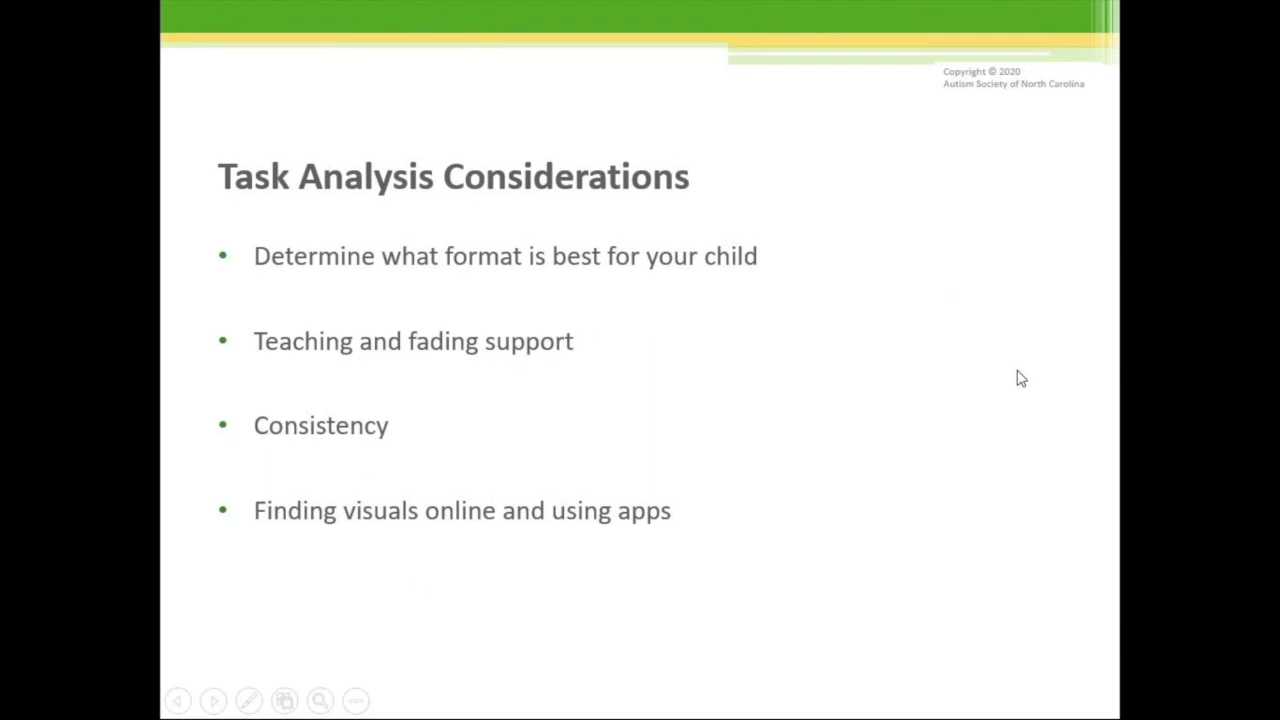 Copyright © 2020
Autism Society of North Carolina
Task Analysis Considerations
• Determine what format is best for your child
• Teaching and fading support
• Consistency
• Finding visuals online and using apps